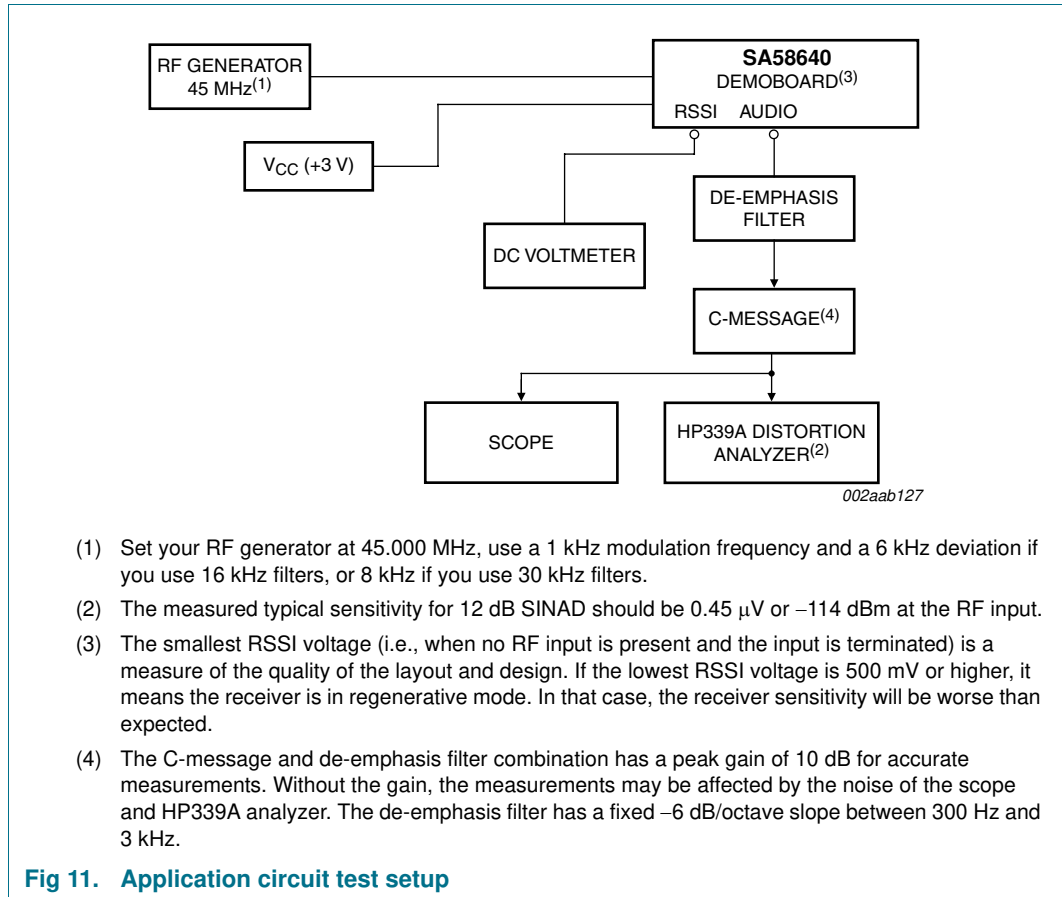 RF GENERATOR
45 MHz(1)
SA58640
DEMOBOARD(3)
RSSI AUDIO
VCC (+3 V)
DE-EMPHASIS
FILTER
DC VOLTMETER
C-MESSAGE(4)
SCOPE
HP339A DISTORTION
ANALYZER(2)
002aab127
(1) Set your RF generator at 45.000 MHz, use a 1 kHz modulation frequency and a 6 kHz deviation if
you use 16 kHz filters, or 8 kHz if you use 30 kHz filters.
(2) The measured typical sensitivity for 12 dB SINAD should be 0.45 μV or −114 dBm at the RF input.
(3) The smallest RSSI voltage (i.e., when no RF input is present and the input is terminated) is a
measure of the quality of the layout and design. If the lowest RSSI voltage is 500 mV or higher, it
means the receiver is in regenerative mode. In that case, the receiver sensitivity will be worse than
expected.
(4) The C-message and de-emphasis filter combination has a peak gain of 10 dB for accurate
measurements. Without the gain, the measurements may be affected by the noise of the scope
and HP339A analyzer. The de-emphasis filter has a fixed −6 dB/octave slope between 300 Hz and
3 kHz.
Fig 11. Application circuit test setup